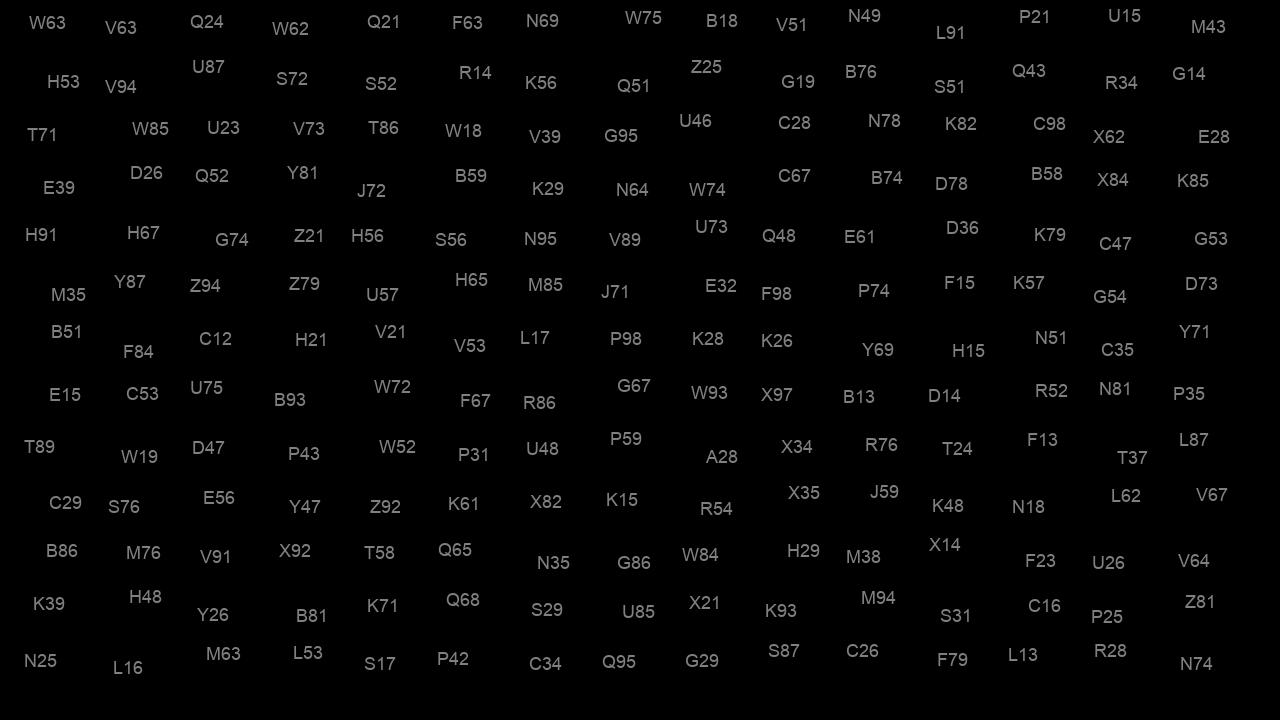 W63 V63 Q24 W62 Q21 F63 N69 W75 B18 V51 N49 L91 P21 U15 M43
H53 V94 U87 S72 S52 R14 K56 Q51 Z25 G19 B76 S51 Q43 R34 G14
T71 W85 U23 V73 T86 W18 V39 G95 U46 C28 N78 K82 C98 X62 E28
E39 D26 Q52 Y81 J72 B59 K29 N64 W74 C67 B74 D78 B58 X84 K85
H91 H67 G74 Z21 H56 S56 N95 V89 U73 Q48 E61 D36 K79 C47 G53
M35 Y87 Z94 Z79 U57 H65 M85 J71 E32 F98 P74 F15 K57 G54 D73
B51 F84 C12 H21 V21 V53 L17 P98 K28 K26 Y69 H15 N51 C35 Y71
E15 C53 U75 B93 W72 F67 R86 G67 W93 X97 B13 D14 R52 N81 P35
T89 W19 D47 P43 W52 P31 U48 P59 A28 X34 R76 T24 F13 T37 L87
C29 S76 E56 Y47 Z92 K61 X82 K15 R54 X35 J59 K48 N18 L62 V67
B86 M76 V91 X92 T58 Q65 N35 G86 W84 H29 M38 X14 F23 U26 V64
K39 H48 Y26 B81 K71 Q68 S29 U85 X21 K93 M94 S31 C16 P25 Z81
N25 L16 M63 L53 S17 P42 C34 Q95 G29 S87 C26 F79 L13 R28 N74